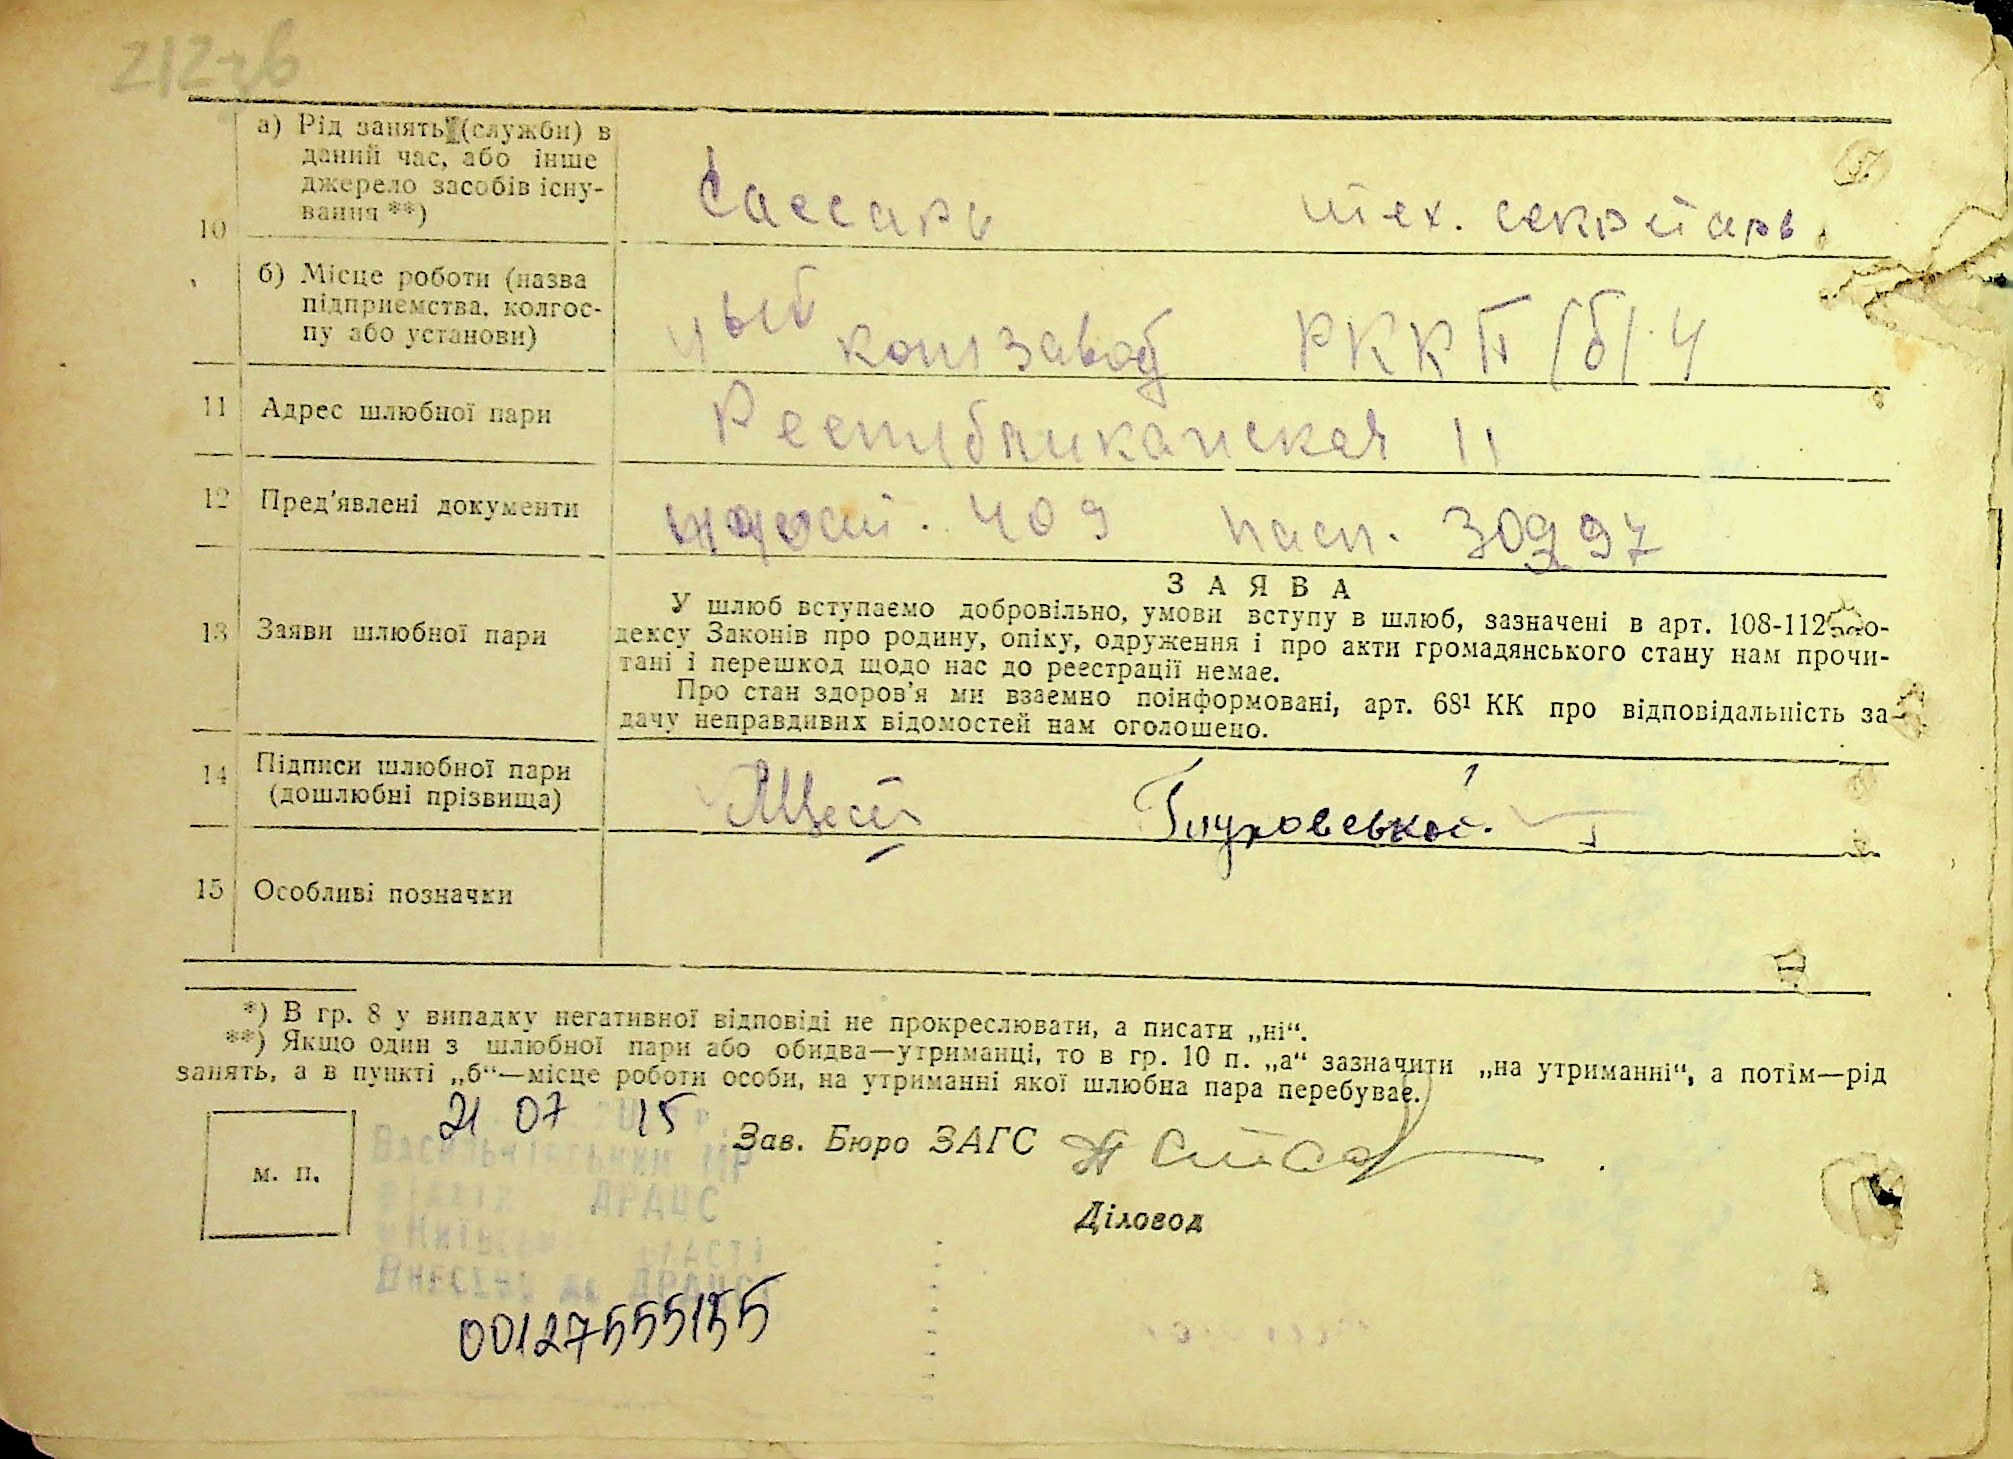 212зв
а) Рід занять (служби) в
даний час, або інше
джерело засобів існу-
вання **)
10
тех. секретарь
б) Місце роботи (назва
підприємства, колгос-
пу або установи)
РККП(б)У
11 Адрес шлюбної пари
Республиканская 11
12 Пред'явлені документи
409 пасп. 30997
ЗАЯВА
13 Заяви шлюбної пари
У шлюб вступаємо добровільно, умови вступу в шлюб, зазначені в арт. 108-112
дексу Законів про родину, опіку, одруження і про акти громадянського стану нам прочи-
тані і перешкод щодо нас до реєстрації немає.
Про стан здоров'я ми взаємно поінформовані, арт. 68¹ КК про відповідальність за
дачу неправдивих відомостей нам оголошено.
14 Підписи шлюбної пари
(дошлюбні прізвища)
15 Особливі позначки
*) В гр. 8 у випадку негативної відповіді не прокреслювати, а писати „ні“.
**) Якщо один з шлюбної пари або обидва—утриманці, то в гр. 10 п. „а“ зазначити „на утриманні“, а потім—рід
занять, а в пункті „б“—місце роботи особи, на утриманні якої шлюбна пара перебуває.
21 07 15
Зав. Бюро ЗАГС
м. п.
ДРАЦС
Діловод
00127555155